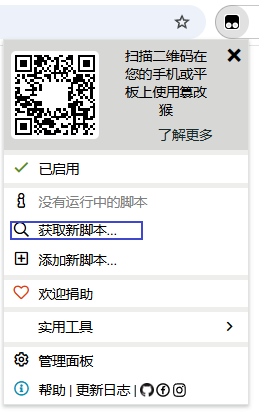 扫描二维码在
您的手机或平
板上使用篡改
猴
了解更多
已启用
没有运行中的脚本
获取新脚本...
添加新脚本...
欢迎捐助
实用工具
管理面板
帮助 | 更新日志 |